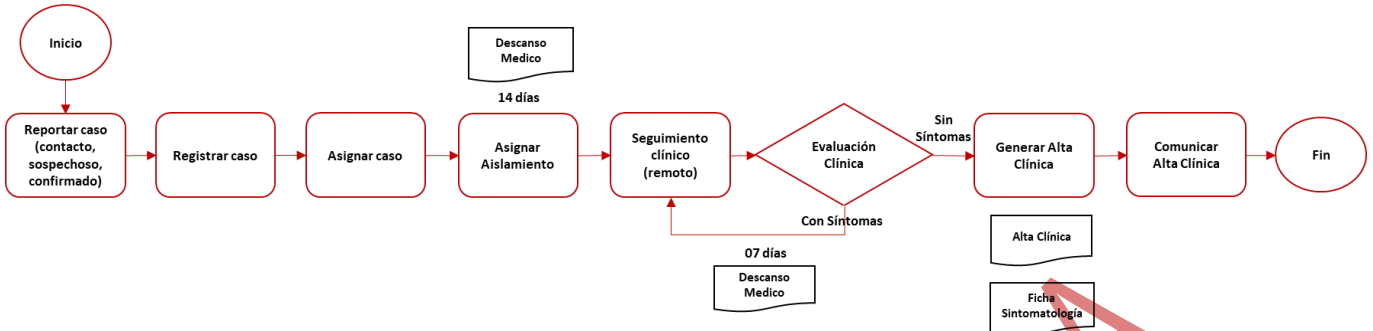 Inicio
Reportar caso
(contacto,
sospechoso,
confirmado)
Registrar caso
Asignar caso
Descanso
Medico
14 días
Asignar
Aislamiento
Seguimiento
clínico
(remoto)
Evaluación
Clínica
Sin
Síntomas
Con Síntomas
07 días
Descanso
Medico
Generar Alta
Clínica
Alta Clínica
Ficha
Sintomatología
Comunicar
Alta Clínica
Fin